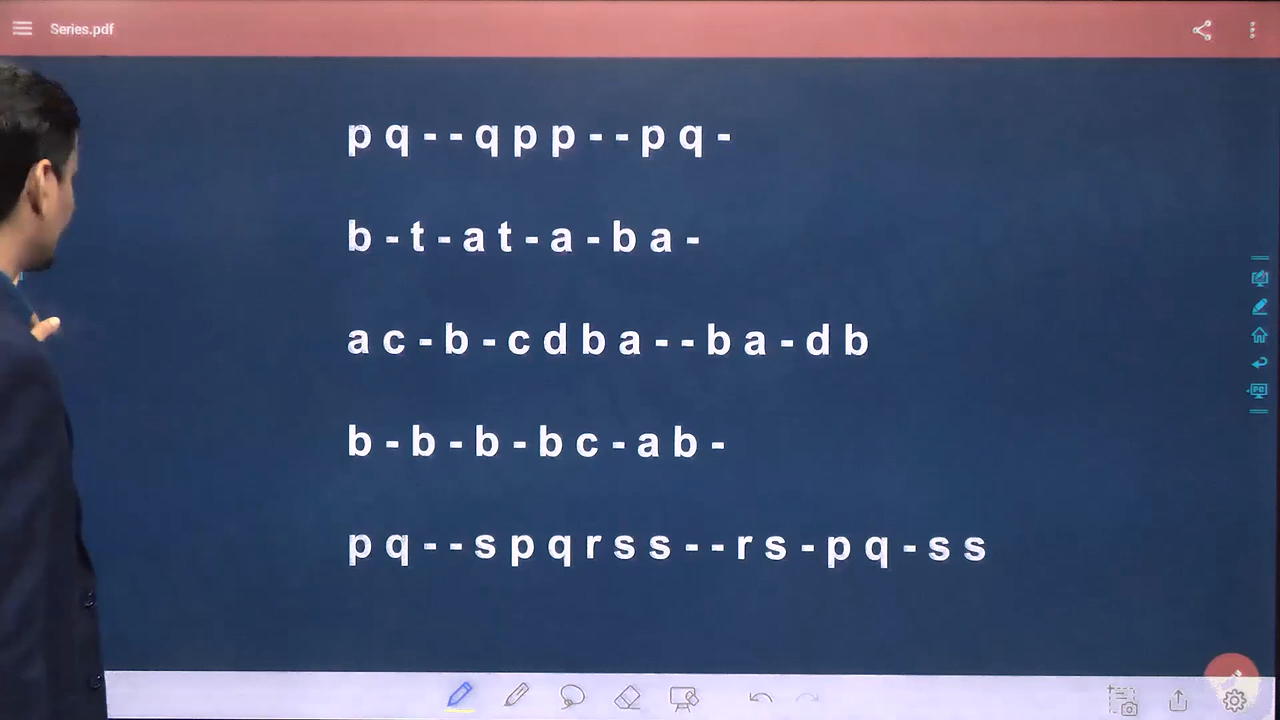 Series.pdf
p q - - q p p - - p q -
b - t - a t - a - b a -
a c - b - c d b a - - b a - d b
b - b - b - b c - a b -
p q - - s p q r s s - - r s - p q - s s